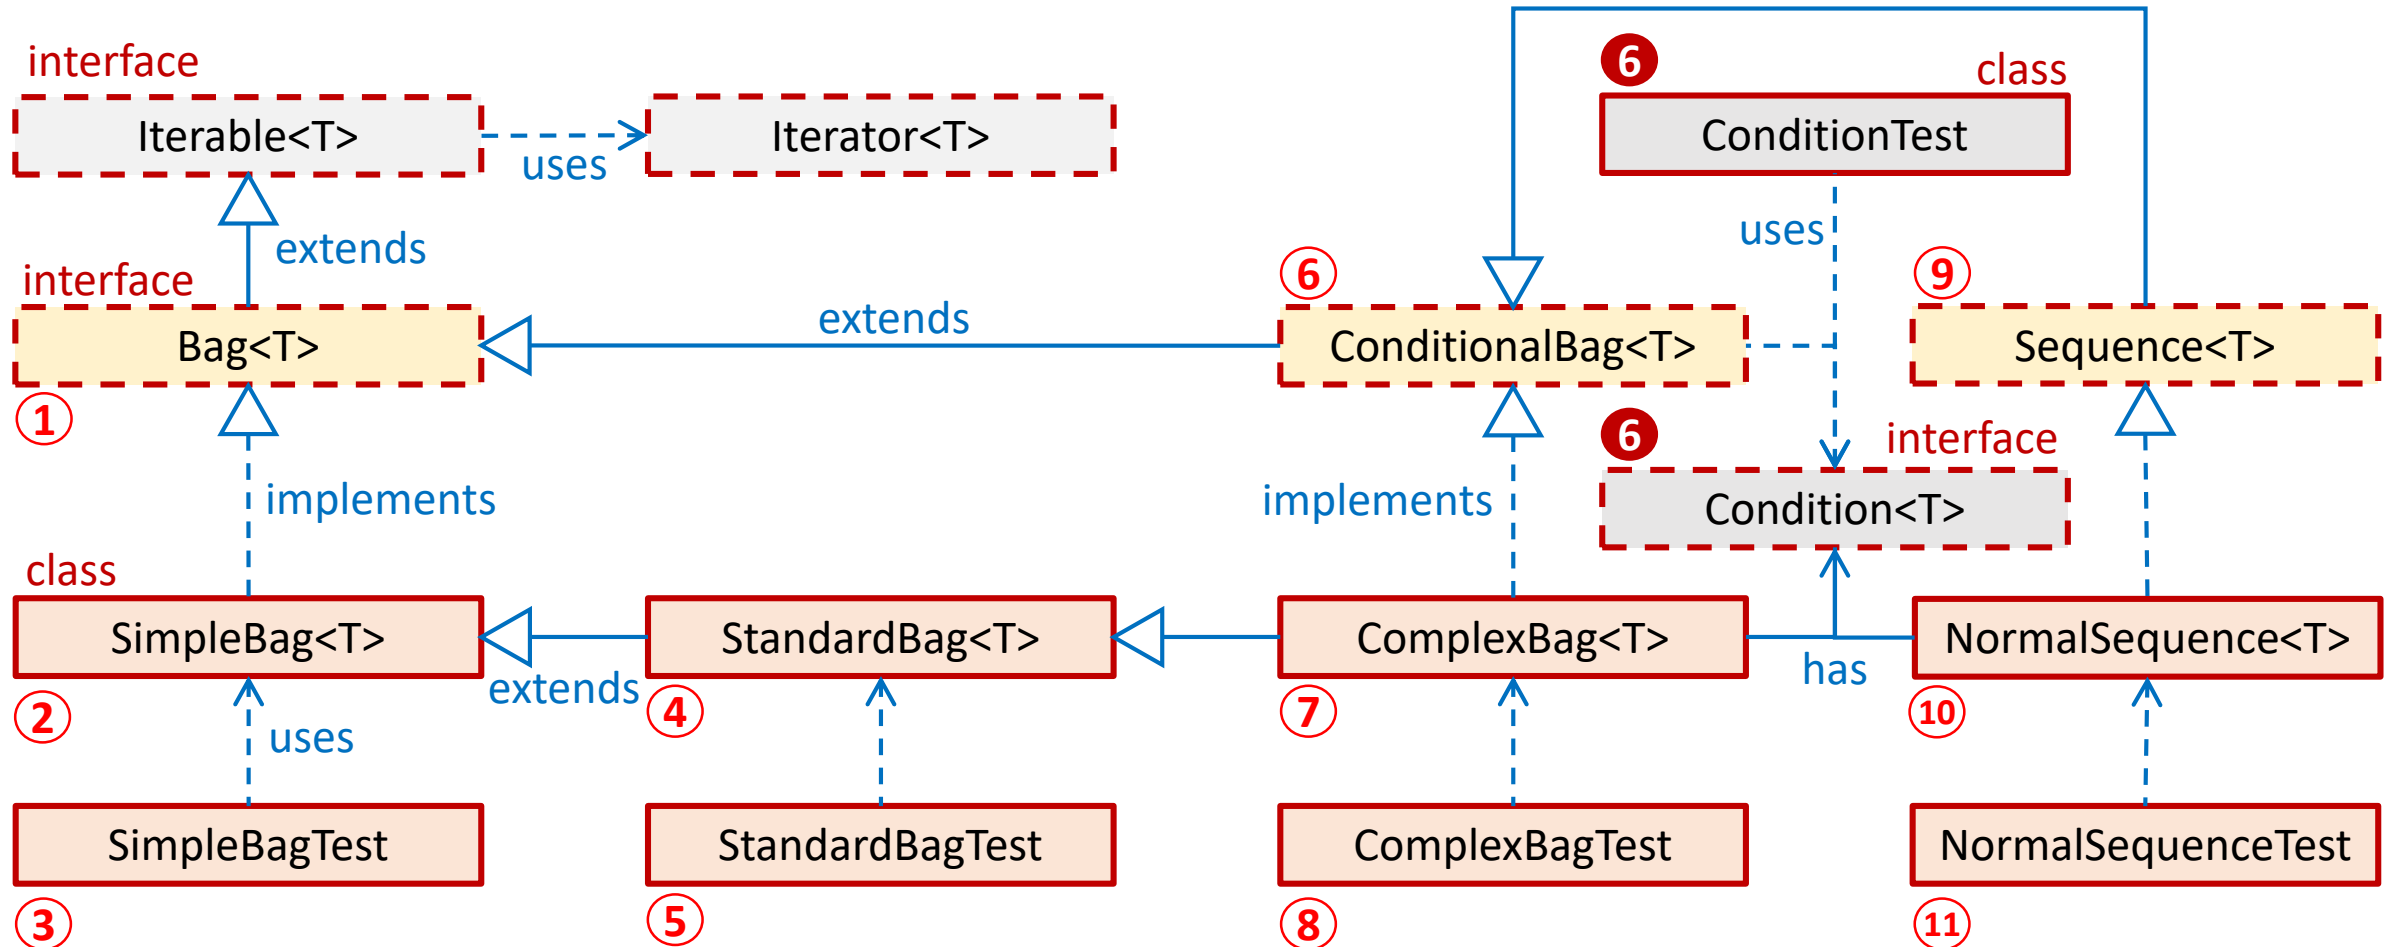 interface
6
class
Iterable<T>
uses
Iterator<T>
ConditionTest
extends
uses
interface
6
9
Bag<T>
extends
ConditionalBag<T>
Sequence<T>
1
6
interface
implements
implements
Condition<T>
class
SimpleBag<T>
extends
StandardBag<T>
ComplexBag<T>
has
NormalSequence<T>
2
4
7
10
uses
SimpleBagTest
StandardBagTest
ComplexBagTest
NormalSequenceTest
3
5
8
11